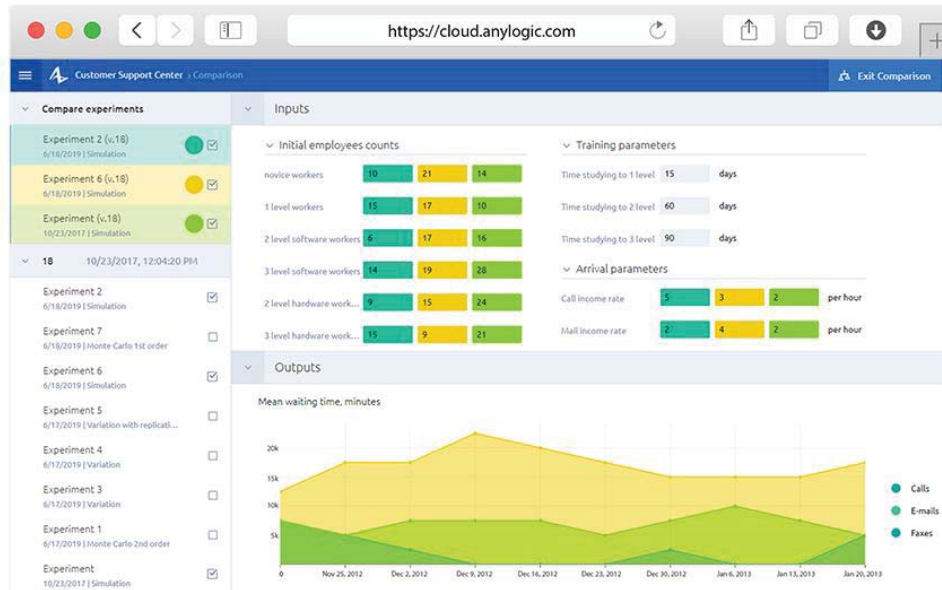 https://cloud.anylogic.com
Customer Support Center › Comparison
Exit Comparison
Compare experiments
Experiment 2 (v.18)
6/18/2019 | Simulation
Experiment 6 (v.18)
6/18/2019 | Simulation
Experiment (v.18)
10/23/2017 | Simulation
18 10/23/2017, 12:04:20 PM
Experiment 2
6/18/2019 | Simulation
Experiment 7
6/18/2019 | Monte Carlo 1st order
Experiment 6
6/18/2019 | Simulation
Experiment 5
6/17/2019 | Variation with replicati...
Experiment 4
6/17/2019 | Variation
Experiment 3
6/17/2019 | Variation
Experiment 1
6/17/2019 | Monte Carlo 2nd order
Experiment
10/23/2017 | Simulation
Inputs
Initial employees counts
novice workers 10 21 14
1 level workers 15 17 10
2 level software workers 6 17 16
3 level software workers 14 19 28
2 level hardware work... 9 15 24
3 level hardware work... 15 9 21
Training parameters
Time studying to 1 level 15 days
Time studying to 2 level 60 days
Time studying to 3 level 90 days
Arrival parameters
Call income rate 5 3 2 per hour
Mail income rate 2 4 2 per hour
Outputs
Mean waiting time, minutes
20k
15k
10k
5k
0 Nov 25, 2012 Dec 2, 2012 Dec 9, 2012 Dec 16, 2012 Dec 23, 2012 Dec 30, 2012 Jan 6, 2013 Jan 13, 2013 Jan 20, 2013
Calls
E-mails
Faxes